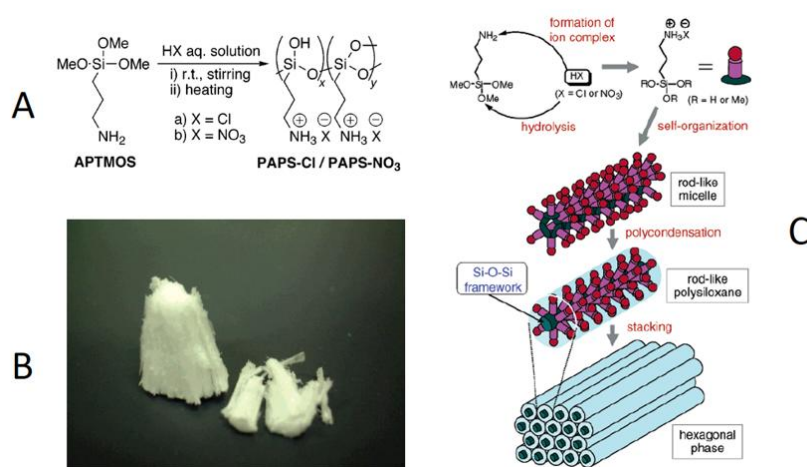 A
OMe
MeO-Si-OMe
NH₂
APTMOS
HX aq. solution
i) r.t., stirring
ii) heating
a) X = Cl
b) X = NO₃
OH
Si
O
x
Si
O
O
y
NH₃ X NH₃ X
PAPS-Cl / PAPS-NO₃
B
C
formation of
ion complex
NH₂
MeO-Si-OMe
OMe
HX
(X = Cl or NO₃)
hydrolysis
NH₃X
RO-Si-OR
OR
=
(R = H or Me)
self-organization
rod-like
micelle
polycondensation
Si-O-Si
framework
rod-like
polysiloxane
stacking
hexagonal
phase